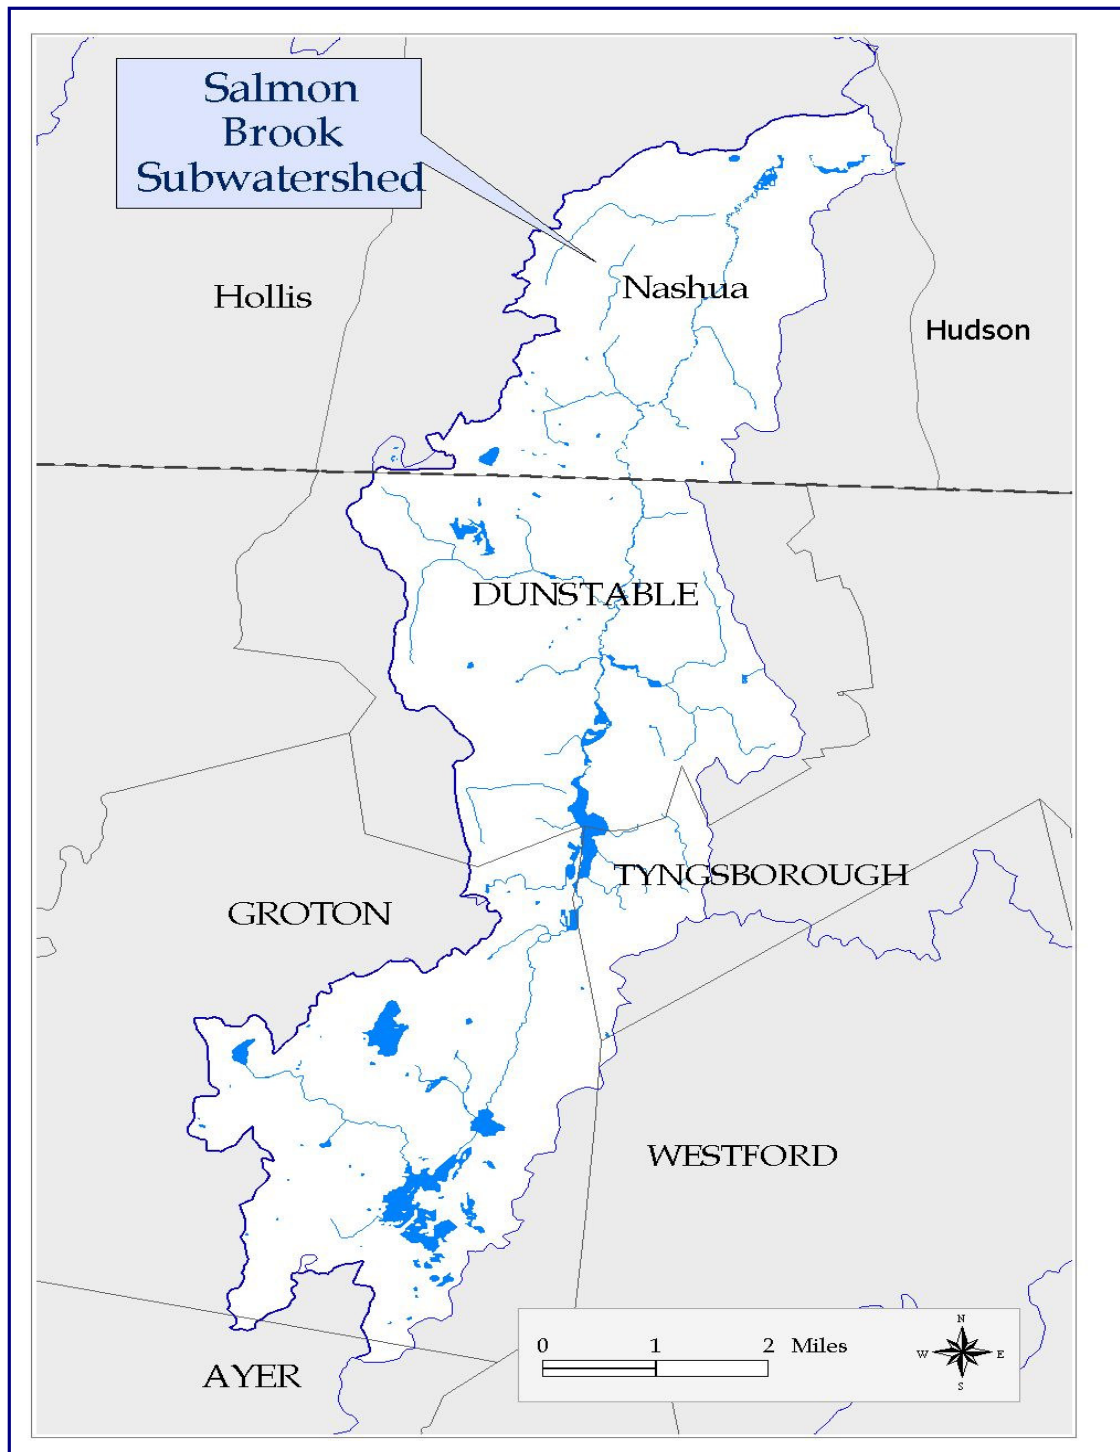 Salmon
Brook
Subwatershed
Hollis
Nashua
Hudson
DUNSTABLE
TYNGSBOROUGH
GROTON
WESTFORD
AYER
0 1 2 Miles
N
W E
S